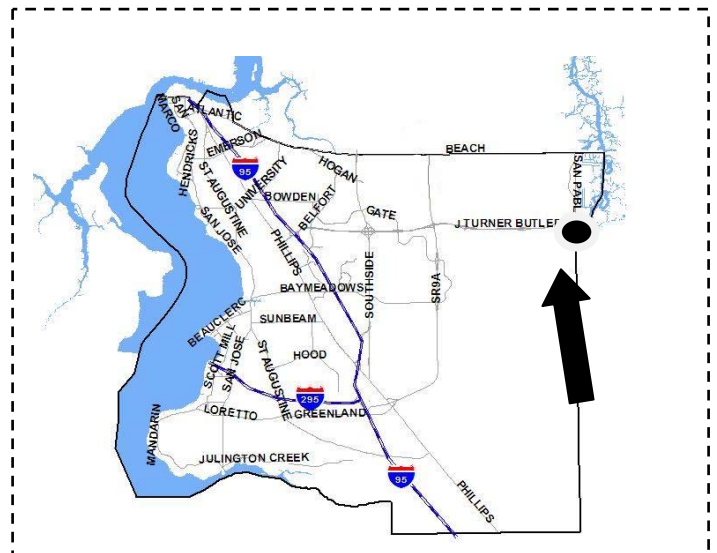 SAN
MARCO
ATLANTIC
EMERSON
HENDRICKS
95
UNIVERSITY
HOGAN
BEACH
SAN PABL
ST AUGUSTINE
BOWDEN
BELFORT
GATE
J TURNER BUTLE
SAN JOSE
PHILLIPS
BAYMEADOWS
SOUTHSIDE
SR9A
BEAUCLERC
SUNBEAM
SCOTT MILL
SAN JOSE
ST AUGUSTINE
HOOD
295
LORETTO
GREENLAND
MANDARIN
JULINGTON CREEK
95
PHILLIPS